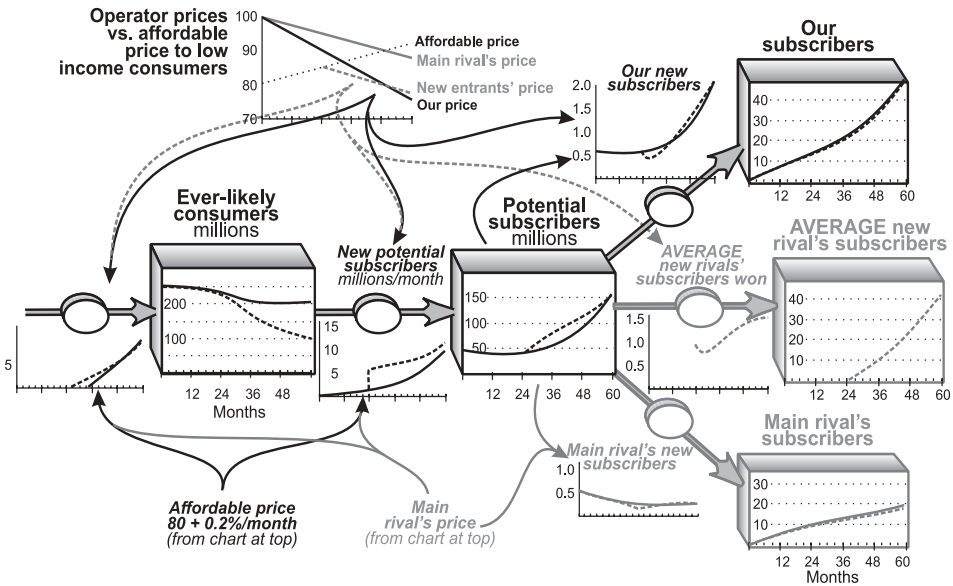 Operator prices
vs. affordable
price to low
income consumers
100
90
80
70
Affordable price
Main rival's price
New entrants' price
Our price
Our new
subscribers
2.0
1.5
1.0
0.5
Our
subscribers
40
30
20
10
12 24 36 48 60
Ever-likely
consumers
millions
200
100
12 24 36 48
Months
5
New potential
subscribers
millions/month
15
10
5
Potential
subscribers
millions
150
100
50
12 24 36 48 60
AVERAGE
new rivals'
subscribers won
1.5
1.0
0.5
AVERAGE new
rival's subscribers
40
30
20
10
12 24 36 48 60
Main rival's new
subscribers
1.0
0.5
Main rival's
subscribers
30
20
10
12 24 36 48 60
Months
Affordable price
80 + 0.2%/month
(from chart at top)
Main
rival's price
(from chart at top)